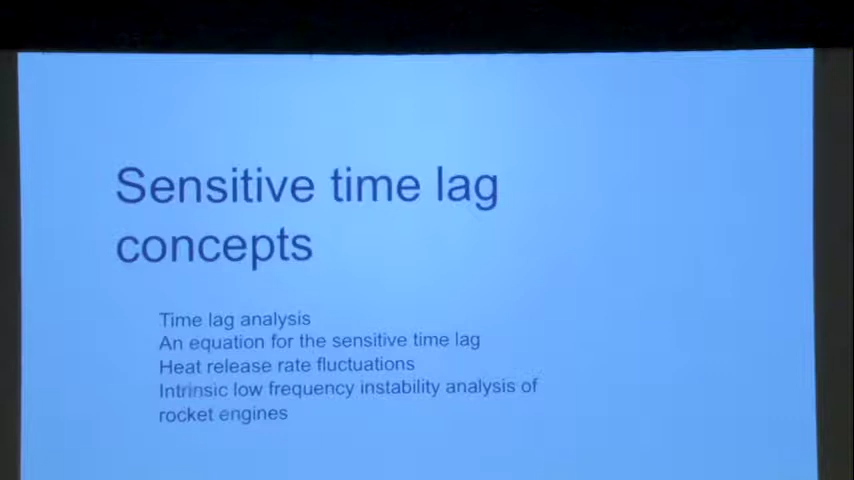 Sensitive time lag
concepts
Time lag analysis
An equation for the sensitive time lag
Heat release rate fluctuations
Intrinsic low frequency instability analysis of
rocket engines